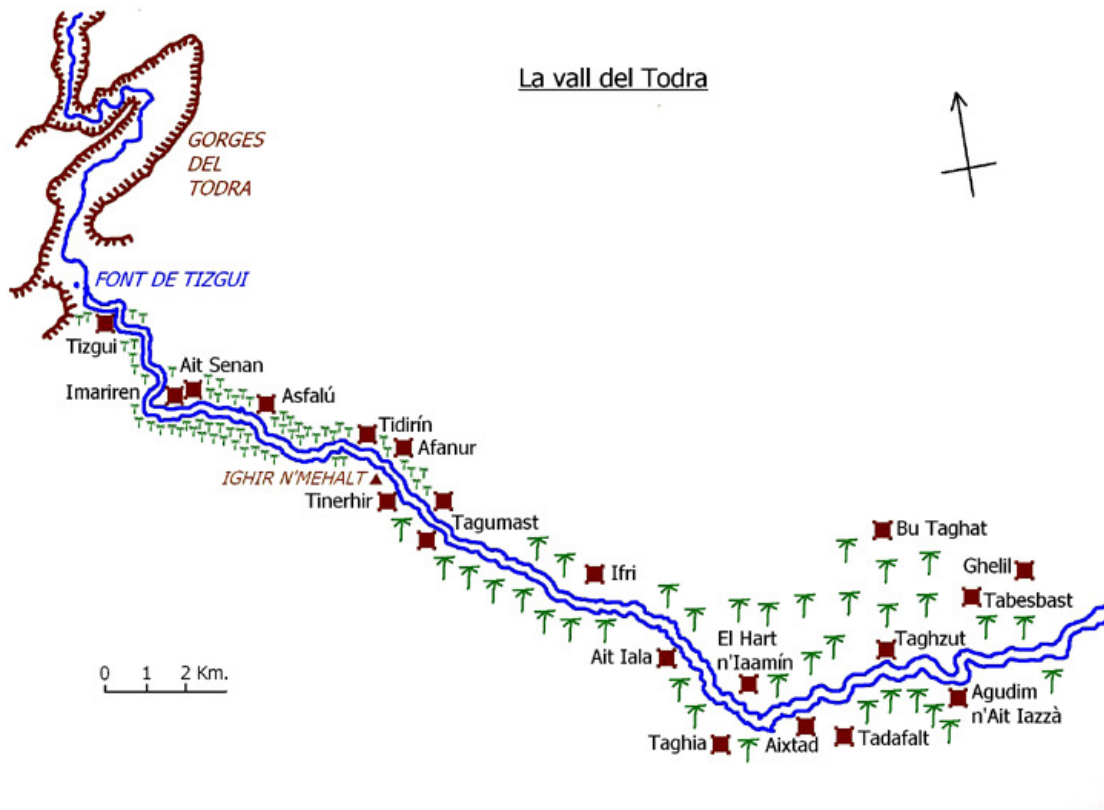 La vall del Todra
GORGES
DEL
TODRA
FONT DE TIZGUI
Tizgui
Ait Senan
Imariren
Asfalú
Tidirín
Afanur
IGHIR N'MEHALT
Tinerhir
Tagumast
Bu Taghat
Ifri
Ghelil
Tabesbast
El Hart
n'Iaamín
Taghzut
Ait Iala
0 1 2 Km.
Agudim
n'Ait Iazzà
Taghia
Aixtad
Tadafalt